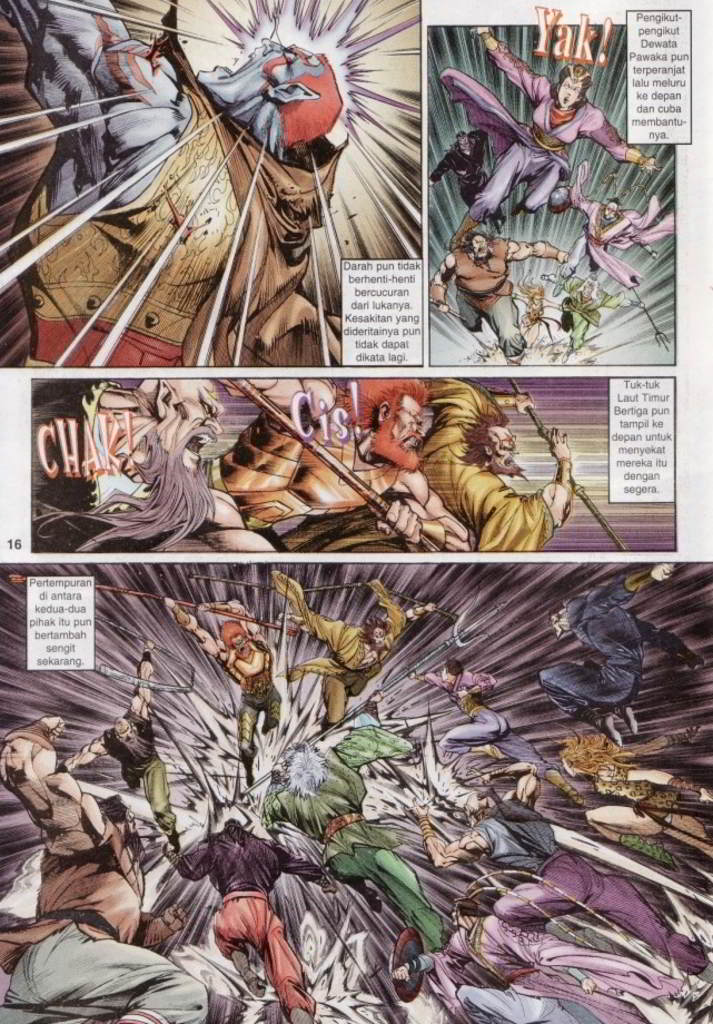 Darah pun tidak
berhenti-henti
bercucuran
dari lukanya.
Kesakitan yang
dideritainya pun
tidak dapat
dikata lagi.
Yak!
Pengikut-
pengikut
Dewata
Pawaka pun
terperanjat
lalu meluru
ke depan
dan cuba
membantu-
nya.
CHAK!
Cis!
Tuk-tuk
Laut Timur
Bertiga pun
tampil ke
depan untuk
menyekat
mereka itu
dengan
segera.
16
Pertempuran
di antara
kedua-dua
pihak itu pun
bertambah
sengit
sekarang.